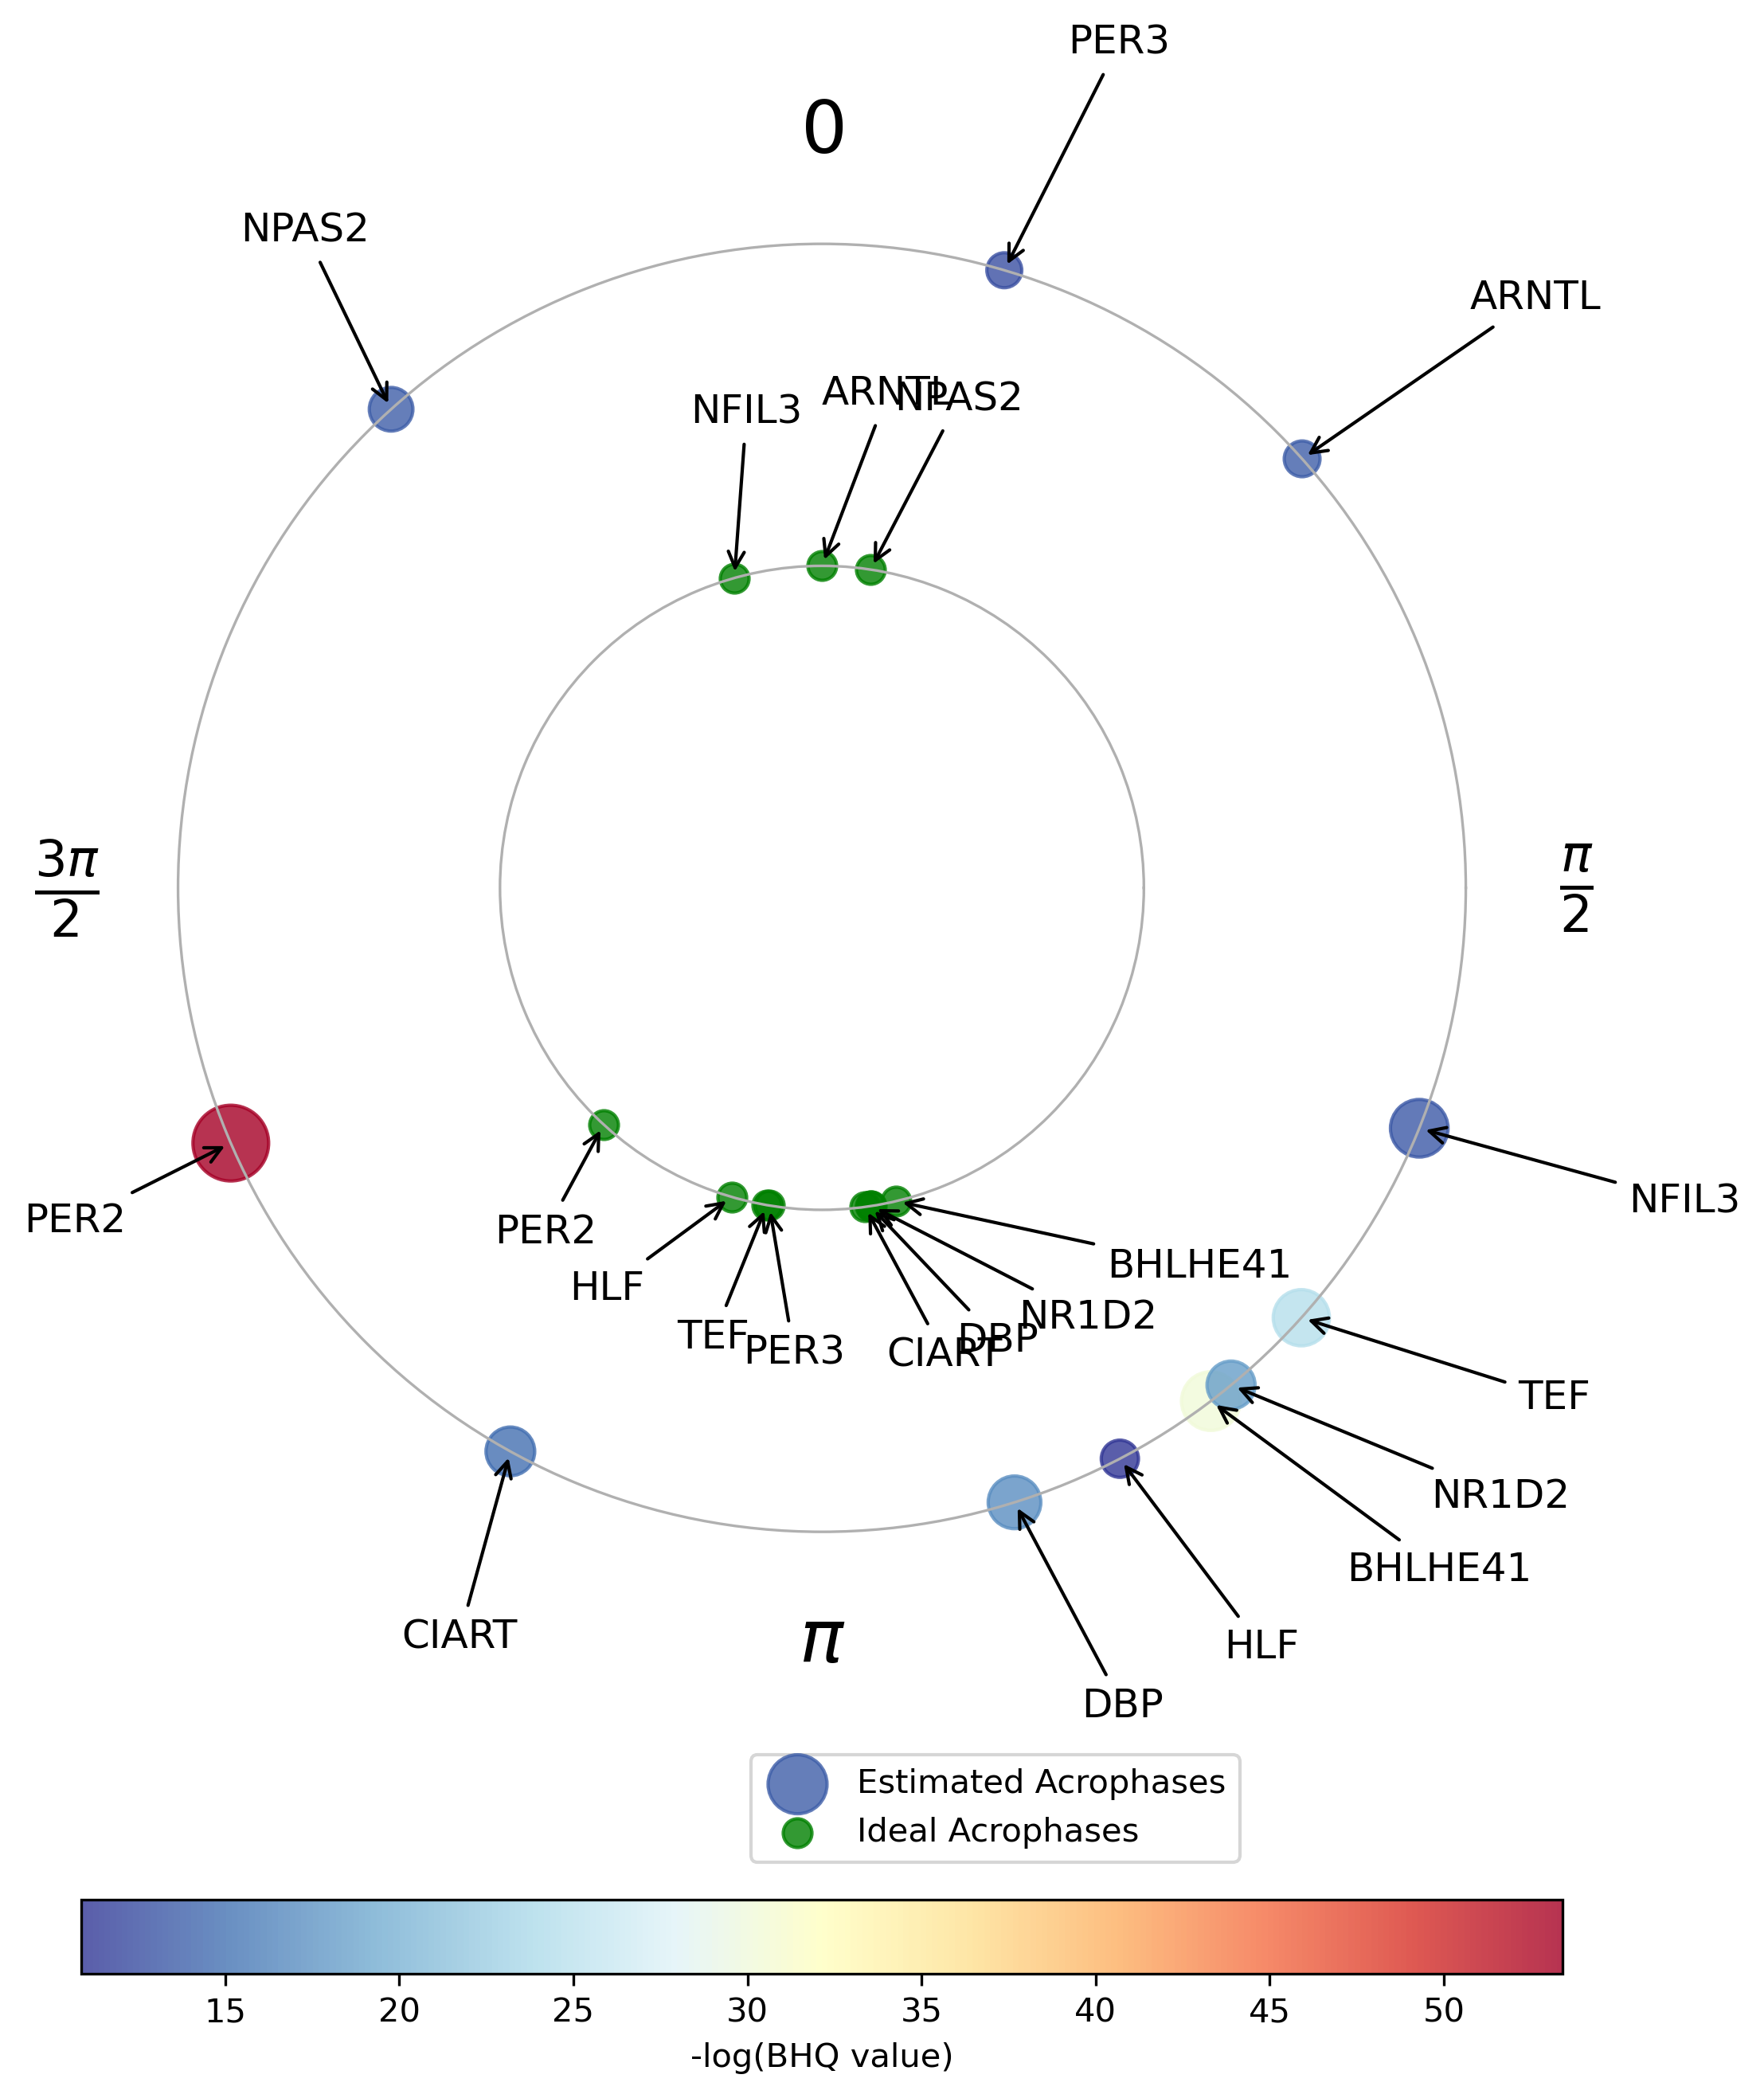 PER3
0
NPAS2
ARNTL
ARNTL
NPAS2
NFIL3
3π/2
π/2
PER2
NFIL3
PER2
BHLHE41
HLF
NR1D2
TEF
DBP
PER3
CIART
TEF
NR1D2
BHLHE41
CIART
π
HLF
DBP
Estimated Acrophases
Ideal Acrophases
15 20 25 30 35 40 45 50
-log(BHQ value)